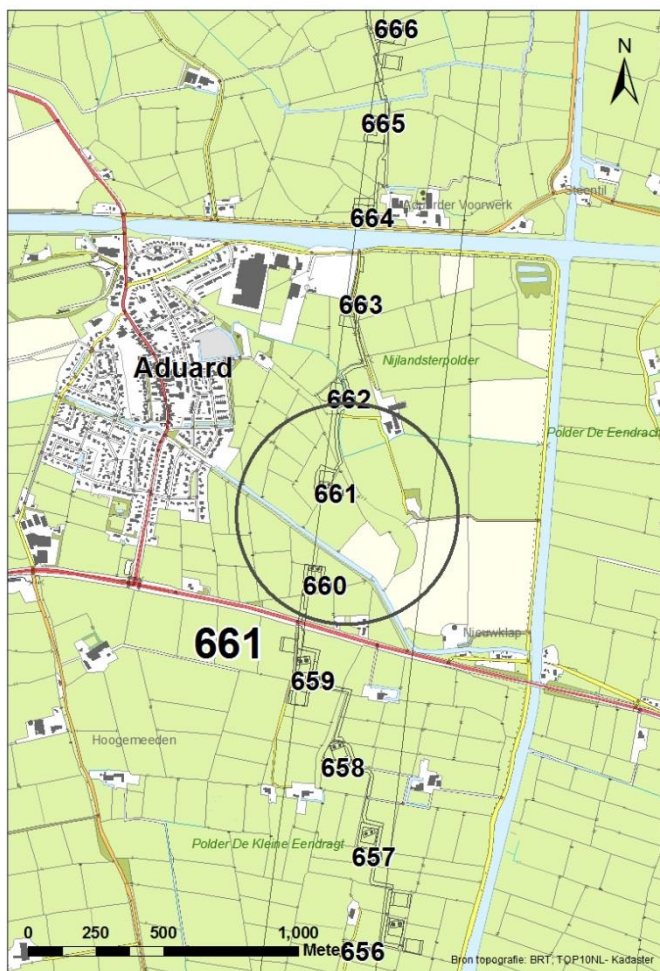 666
N
665
Steentil
Aduarder Voorwerk
664
663
Nijlandsterpolder
Aduard
662
Polder De Eendrach
661
660
Nieuwklap
661
659
Hoogemeeden
658
Polder De Kleine Eendragt
657
0 250 500 1,000
Mete
656
Bron topografie: BRT, TOP10NL- Kadaster